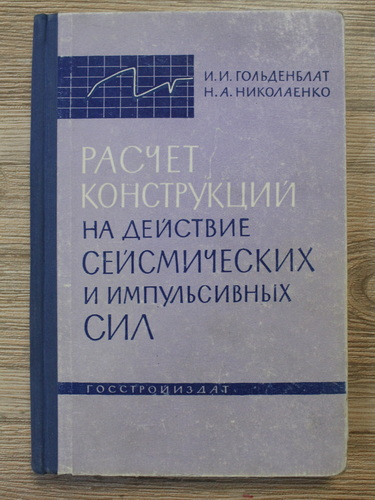 И. И. ГОЛЬДЕНБЛАТ
Н. А. НИКОЛАЕНКО
РАСЧЕТ
КОНСТРУКЦИЙ
НА ДЕЙСТВИЕ
СЕЙСМИЧЕСКИХ
И ИМПУЛЬСИВНЫХ
СИЛ
ГОССТРОЙИЗДАТ